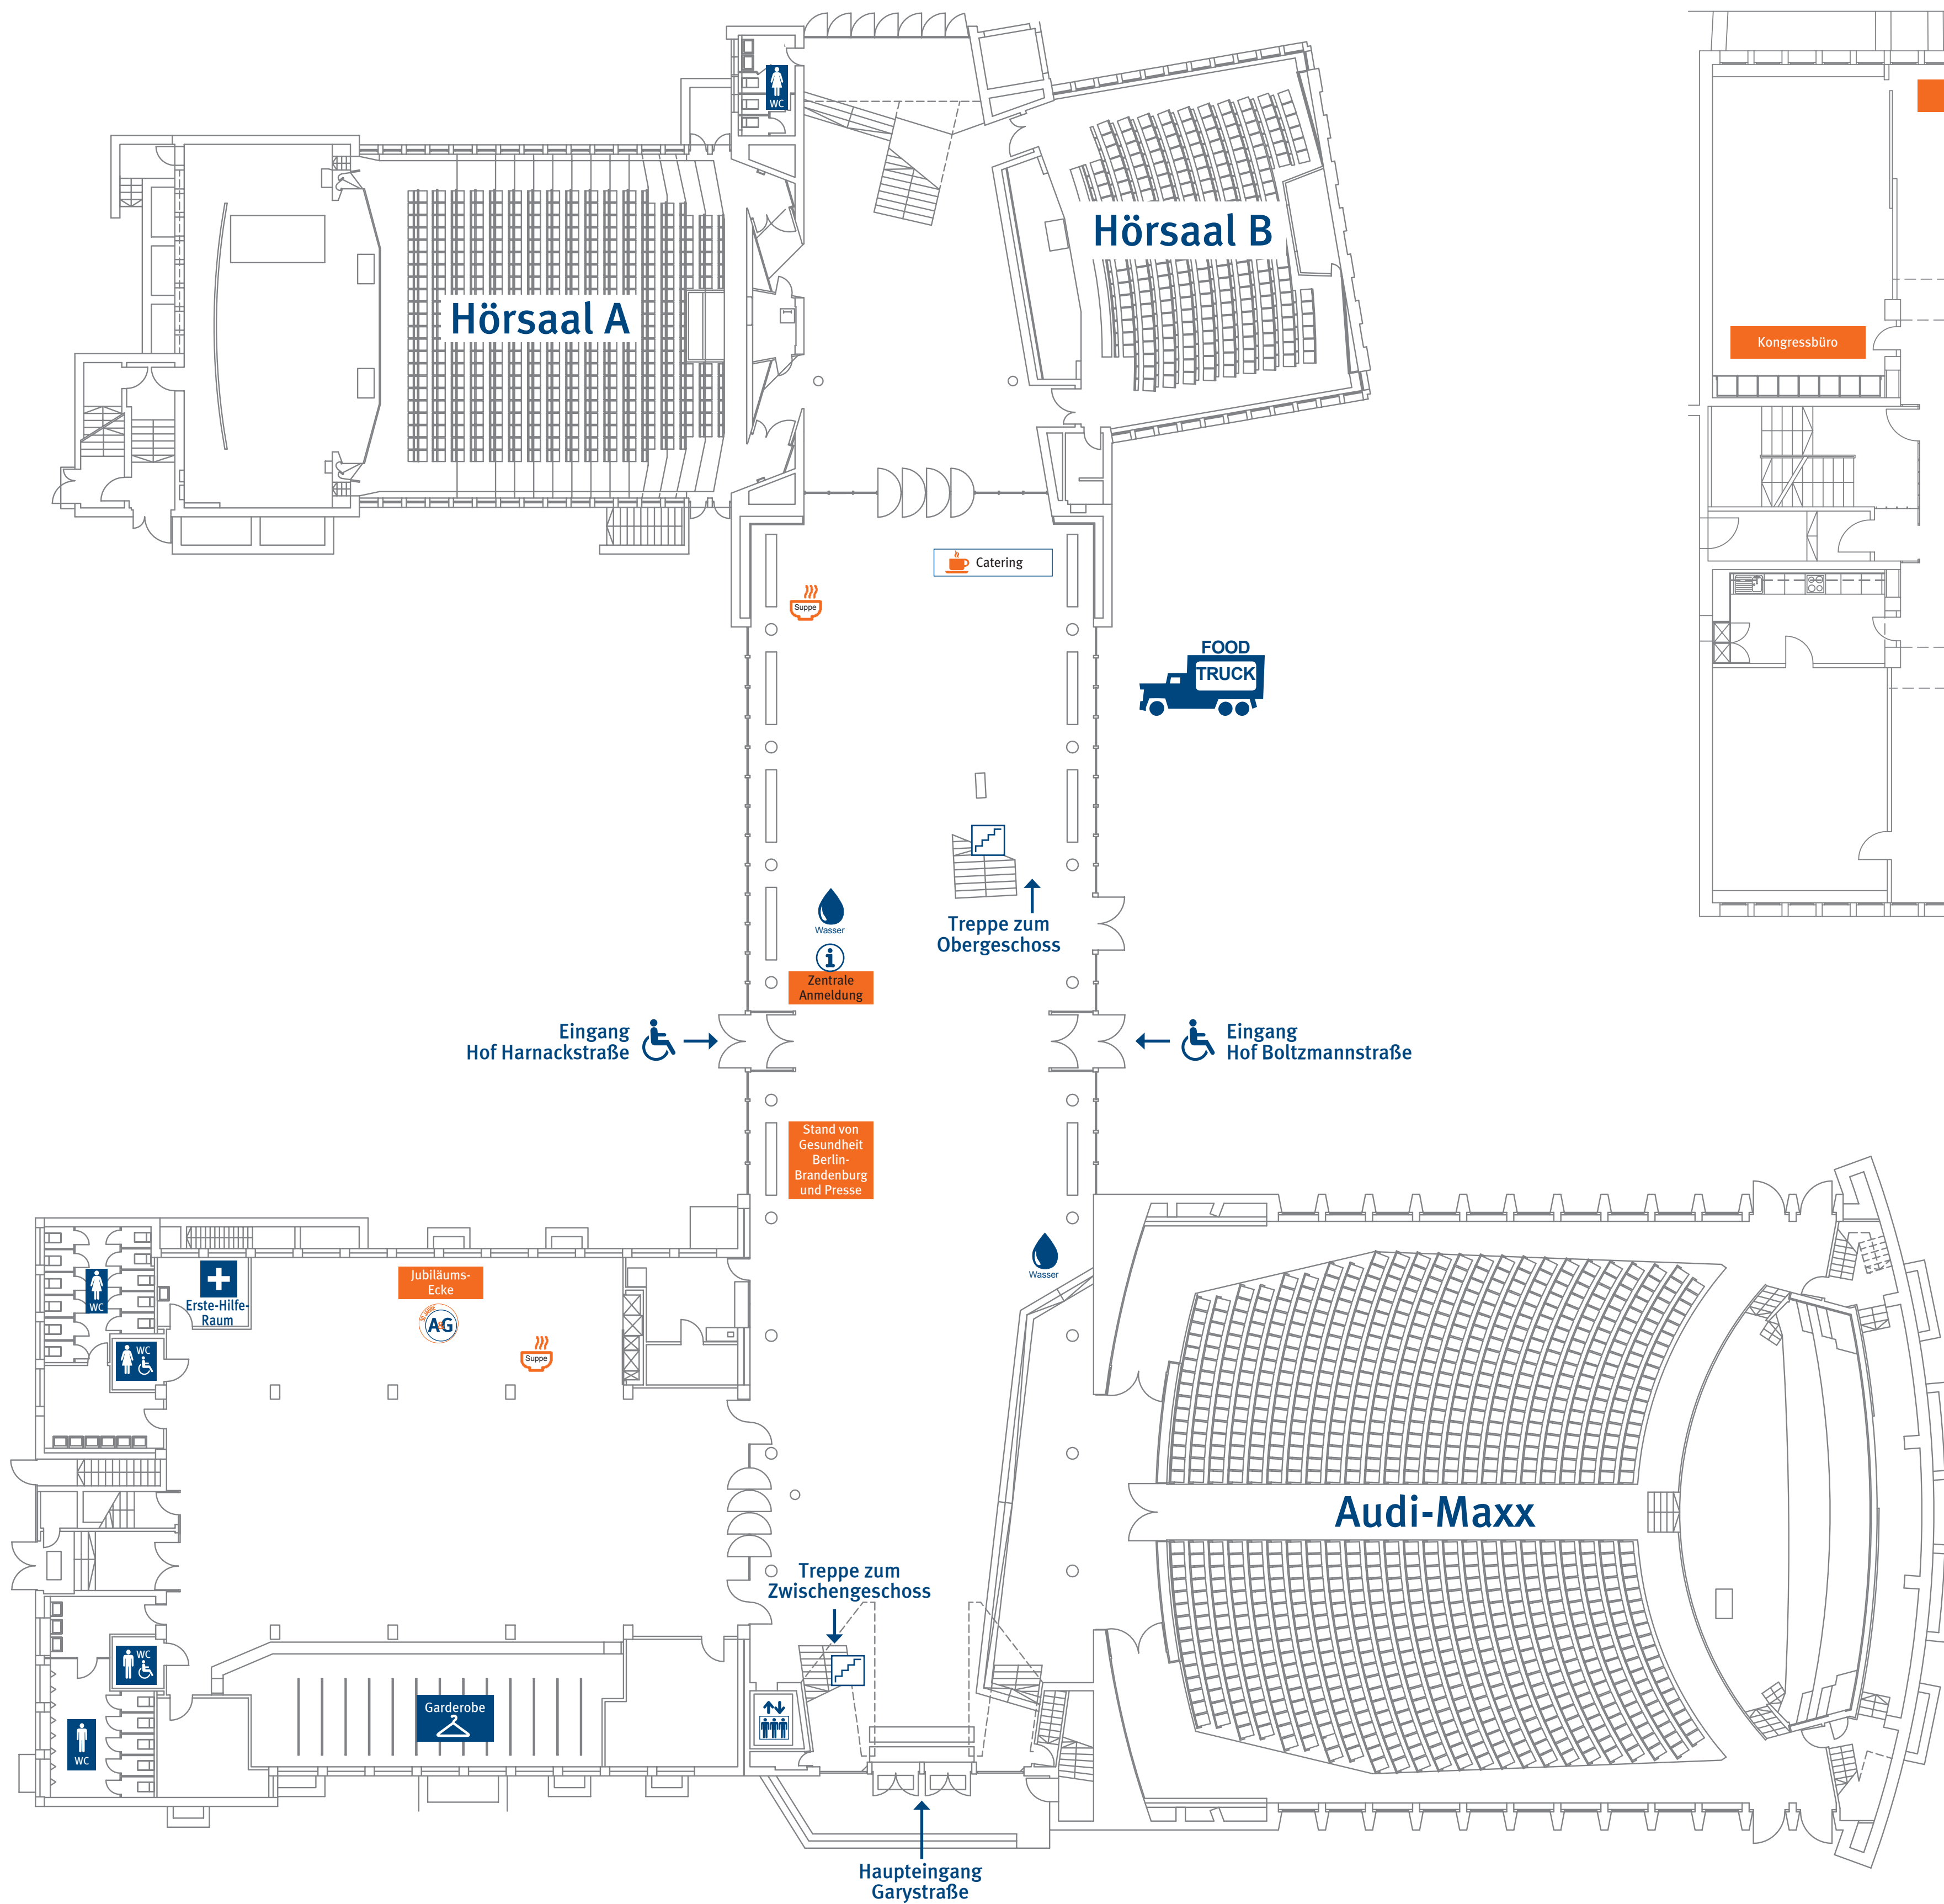 WC
Hörsaal B
Hörsaal A
Kongressbüro
Catering
Suppe
FOOD
TRUCK
Wasser
Treppe zum
Obergeschoss
Zentrale
Anmeldung
Eingang
Hof Harnackstraße
Eingang
Hof Boltzmannstraße
Stand von
Gesundheit
Berlin-
Brandenburg
und Presse
Wasser
Jubiläums-
Ecke
A&G
WC
Erste-Hilfe-
Raum
WC
Suppe
Audi-Maxx
Treppe zum
Zwischengeschoss
WC
Garderobe
WC
Haupteingang
Garystraße